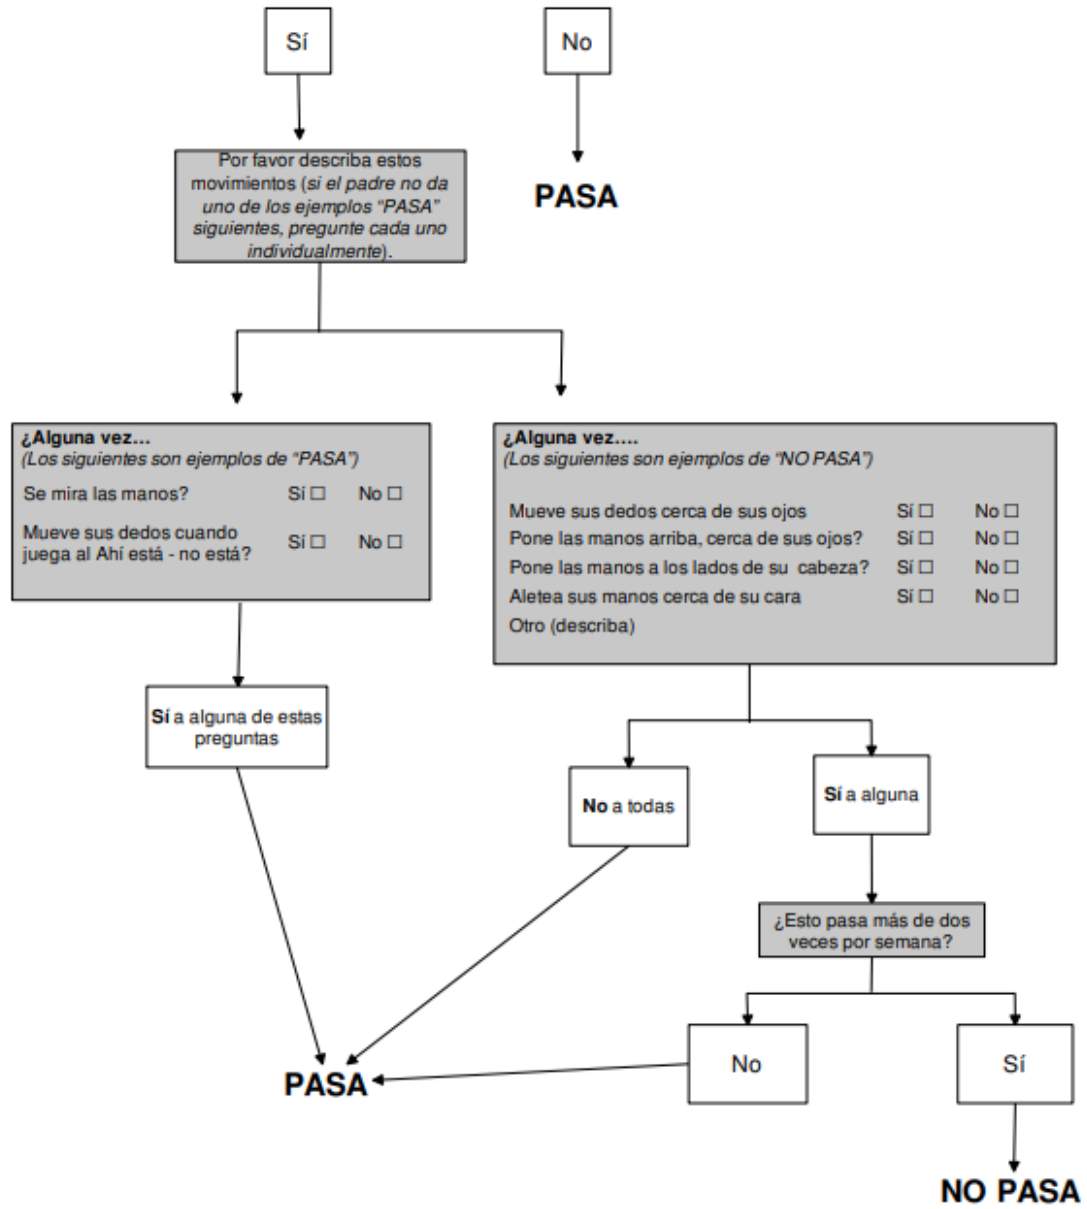 Sí
No
Por favor describa estos
movimientos (si el padre no da
uno de los ejemplos “PASA”
siguientes, pregunte cada uno
individualmente).
PASA
¿Alguna vez…
(Los siguientes son ejemplos de “PASA”)
Se mira las manos? Sí ☐ No ☐
Mueve sus dedos cuando
juega al Ahí está - no está? Sí ☐ No ☐
¿Alguna vez….
(Los siguientes son ejemplos de “NO PASA”)
Mueve sus dedos cerca de sus ojos Sí ☐ No ☐
Pone las manos arriba, cerca de sus ojos? Sí ☐ No ☐
Pone las manos a los lados de su cabeza? Sí ☐ No ☐
Aletea sus manos cerca de su cara Sí ☐ No ☐
Otro (describa)
Sí a alguna de estas
preguntas
No a todas
Sí a alguna
¿Esto pasa más de dos
veces por semana?
No
Sí
PASA
NO PASA